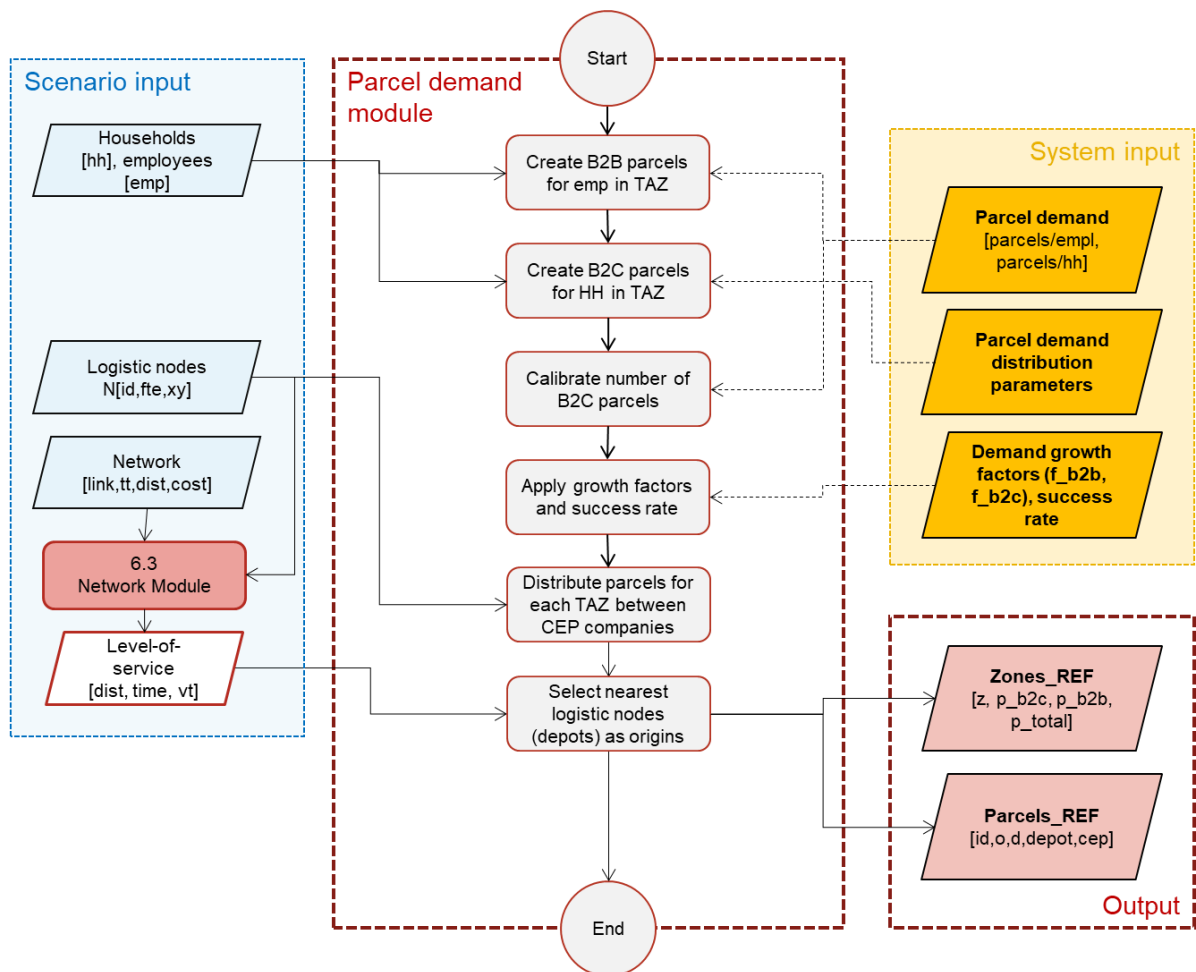 Start
Scenario input
Households
[hh], employees
[emp]
Logistic nodes
N[id,fte,xy]
Network
[link,tt,dist,cost]
6.3
Network Module
Level-of-
service
[dist, time, vt]
Parcel demand
module
Create B2B parcels
for emp in TAZ
Create B2C parcels
for HH in TAZ
Calibrate number of
B2C parcels
Apply growth factors
and success rate
Distribute parcels for
each TAZ between
CEP companies
Select nearest
logistic nodes
(depots) as origins
End
System input
Parcel demand
[parcels/empl,
parcels/hh]
Parcel demand
distribution
parameters
Demand growth
factors (f_b2b,
f_b2c), success
rate
Zones_REF
[z, p_b2c, p_b2b,
p_total]
Parcels_REF
[id,o,d,depot,cep]
Output